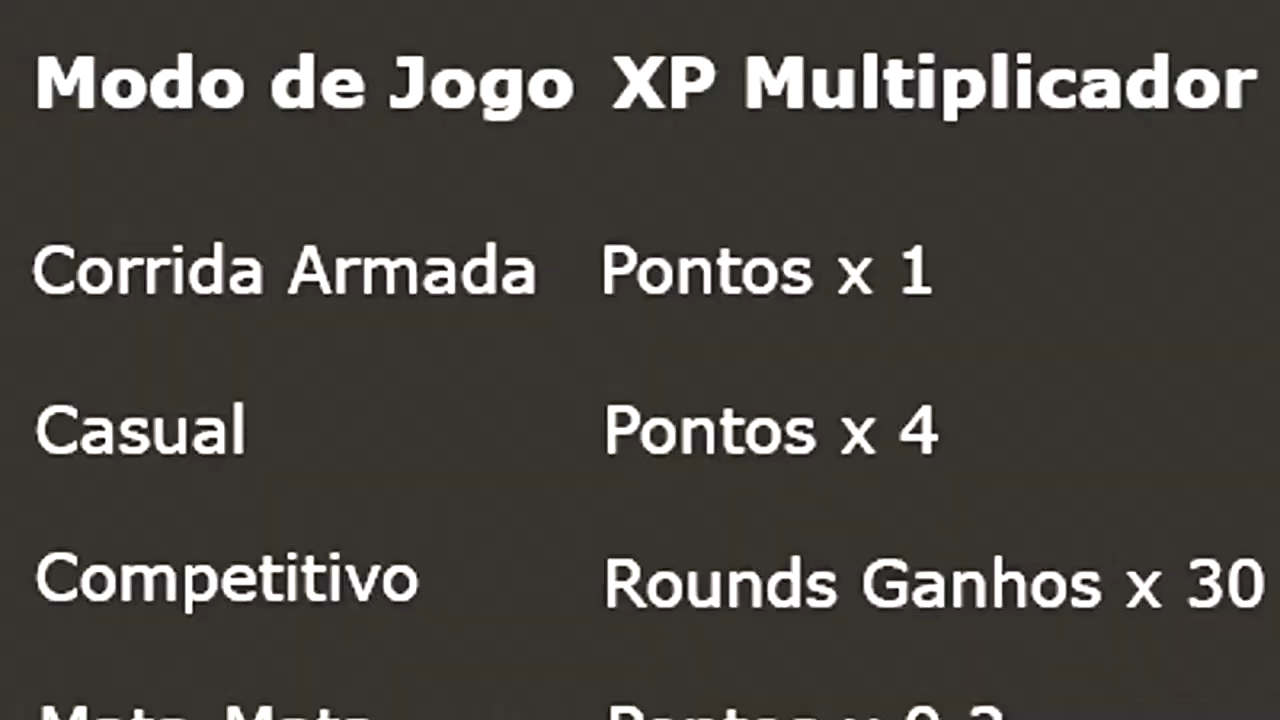 Modo de Jogo XP Multiplicador
Corrida Armada Pontos x 1
Casual Pontos x 4
Competitivo Rounds Ganhos x 30